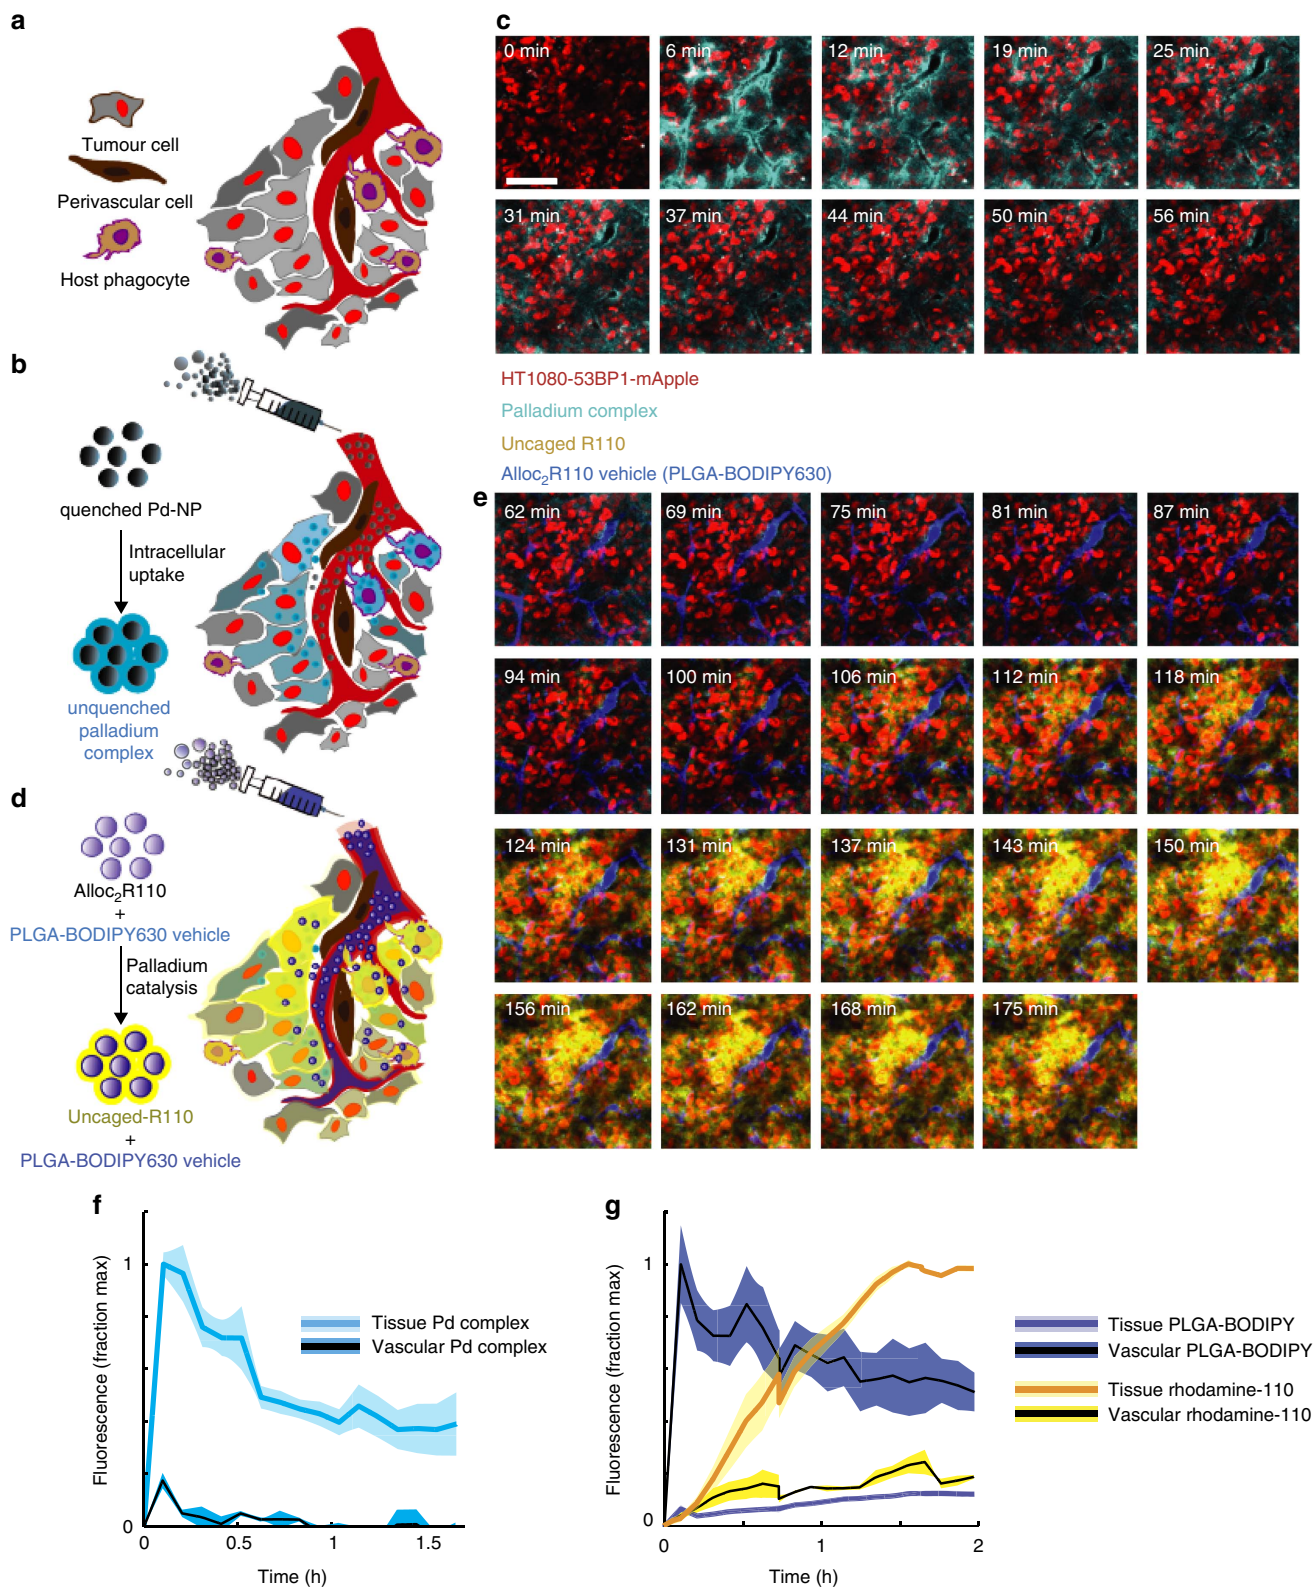 a
Tumour cell
Perivascular cell
Host phagocyte
b
quenched Pd-NP
Intracellular
uptake
unquenched
palladium
complex
c
0 min
6 min
12 min
19 min
25 min
31 min
37 min
44 min
50 min
56 min
HT1080-53BP1-mApple
Palladium complex
Uncaged R110
Alloc₂R110 vehicle (PLGA-BODIPY630)
d
Alloc₂R110
+
PLGA-BODIPY630 vehicle
Palladium
catalysis
Uncaged-R110
+
PLGA-BODIPY630 vehicle
e
62 min
69 min
75 min
81 min
87 min
94 min
100 min
106 min
112 min
118 min
124 min
131 min
137 min
143 min
150 min
156 min
162 min
168 min
175 min
f
Fluorescence (fraction max)
1
0
0
0.5
1
1.5
Time (h)
Tissue Pd complex
Vascular Pd complex
g
Fluorescence (fraction max)
1
0
0
1
2
Time (h)
Tissue PLGA-BODIPY
Vascular PLGA-BODIPY
Tissue rhodamine-110
Vascular rhodamine-110